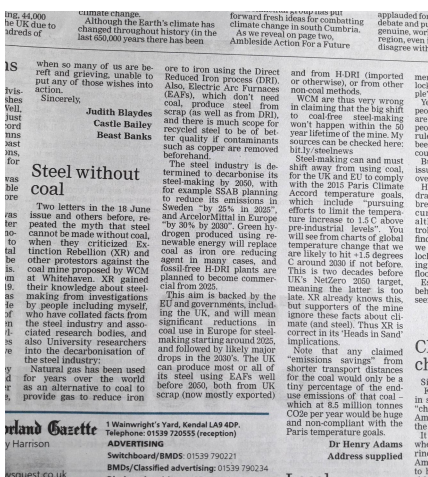 ng, 44,000
he UK due to
ndreds of
climate change.
Although the Earth's climate has
changed throughout history (in the
last 650,000 years there has been
put
forward fresh ideas for combating
climate change in south Cumbria.
As we reveal on page two,
Ambleside Action For a Future
applauded for
debate and pu
genuine, wor
region, even
disagree with
when so many of us are be-
reft and grieving, unable to
put any of those wishes into
action.
Sincerely,
Judith Blaydes
Castle Bailey
Beast Banks
Steel without
coal
Two letters in the 18 June
issue and others before, re-
peated the myth that steel
cannot be made without coal,
when they criticized Ex-
tinction Rebellion (XR) and
other protestors against the
coal mine proposed by WCM
at Whitehaven. XR gained
their knowledge about steel-
making from investigations
by people including myself,
who have collated facts from
the steel industry and asso-
ciated research bodies, and
also University researchers
into the decarbonisation of
the steel industry:
Natural gas has been used
for years over the world
as an alternative to coal to
provide gas to reduce iron
ore to iron using the Direct
Reduced iron process (DRI).
Also, Electric Arc Furnaces
(EAFs), which don't need
coal, produce steel from
scrap (as well as from DRI),
and there is much scope for
recycled steel to be of bet-
ter quality if contaminants
such as copper are removed
beforehand.
The steel industry is de-
termined to decarbonise its
steel-making by 2050, with
for example SSAB planning
to reduce its emissions in
Sweden "by 25% in 2025",
and ArcelorMittal in Europe
"by 30% by 2030". Green hy-
drogen produced using re-
newable energy will replace
coal as iron ore reducing
agent in many cases, and
fossil-free H-DRI plants are
planned to become commer-
cial from 2025.
This aim is backed by the
EU and governments, includ-
ing the UK, and will mean
significant reductions in
coal use in Europe for steel-
making starting around 2025,
and followed by likely major
drops in the 2030's. The UK
can produce most or all of
its steel using EAFs well
before 2050, both from UK
scrap (now mostly exported)
and from H-DRI (imported
or otherwise), or from other
non-coal methods.
WCM are thus very wrong
in claiming that the big shift
to coal-free steel-making
won't happen within the 50
year lifetime of the mine. My
sources can be checked here:
bit.ly/steelnews
Steel-making can and must
shift away using coal, for
the UK and EU to comply
with the 2015 Paris Climate
Accord temperature goals,
which include "pursuing
efforts to limit the tempera-
ture increase to 1.5 C above
pre-industrial levels". You
will see from charts of global
temperature change that we
are likely to hit +1.5 degrees
C around 2030 if not before.
This is two decades before
UK's NetZero 2050 target,
meaning the latter is too
late. XR already knows this,
but supporters of the mine
ignore these facts about cli-
mate (and steel). Thus XR is
correct in its 'Heads in Sand'
implications.
Note that any claimed
"emissions savings" from
shorter transport distances
for the coal would only be a
tiny percentage of the end-
use emissions of that coal –
which at 8.5 million tonnes
CO2e per year would be huge
and non-compliant with the
Paris temperature goals.
Dr Henry Adams
Address supplied
orland Gazette
y Harrison
wsquest.co.uk
1 Wainwright's Yard, Kendal LA9 4DP.
Telephone: 01539 720555 (reception)
ADVERTISING
Switchboard/BMDS: 01539 790221
BMDs/Classified advertising: 01539 790234